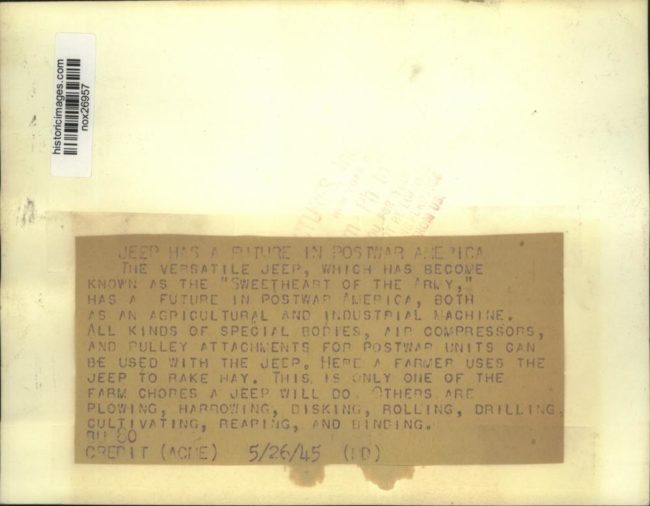 historicimages.com
nox26957
JEEP HAS A FUTURE IN POSTWAR AMERICA
THE VERSATILE JEEP, WHICH HAS BECOME
KNOWN AS THE "SWEETHEART OF THE ARMY,"
HAS A FUTURE IN POSTWAR AMERICA, BOTH
AS AN AGRICULTURAL AND INDUSTRIAL MACHINE.
ALL KINDS OF SPECIAL BODIES, AIR COMPRESSORS,
AND PULLEY ATTACHMENTS FOR POSTWAR UNITS CAN
BE USED WITH THE JEEP. HERE A FARMER USES THE
JEEP TO RAKE HAY. THIS IS ONLY ONE OF THE
FARM CHORES A JEEP WILL DO. OTHERS ARE
PLOWING, HARROWING, DISKING, ROLLING, DRILLING,
CULTIVATING, REAPING, AND BINDING.
80
CREDIT (ACME) 5/26/45